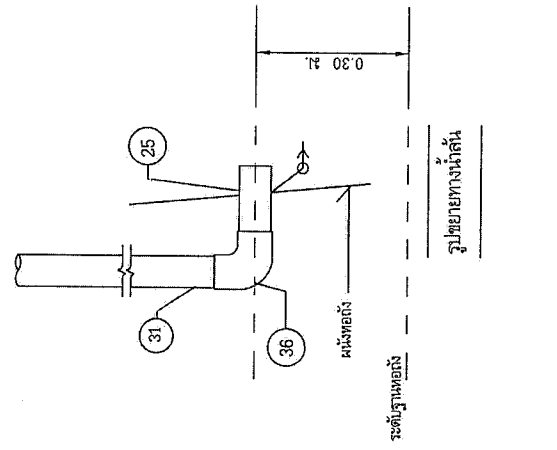 25
31
36
0.30 ม.
ผนังหอถัง
ระดับฐานหอถัง
รูปขยายทางน้ำล้น